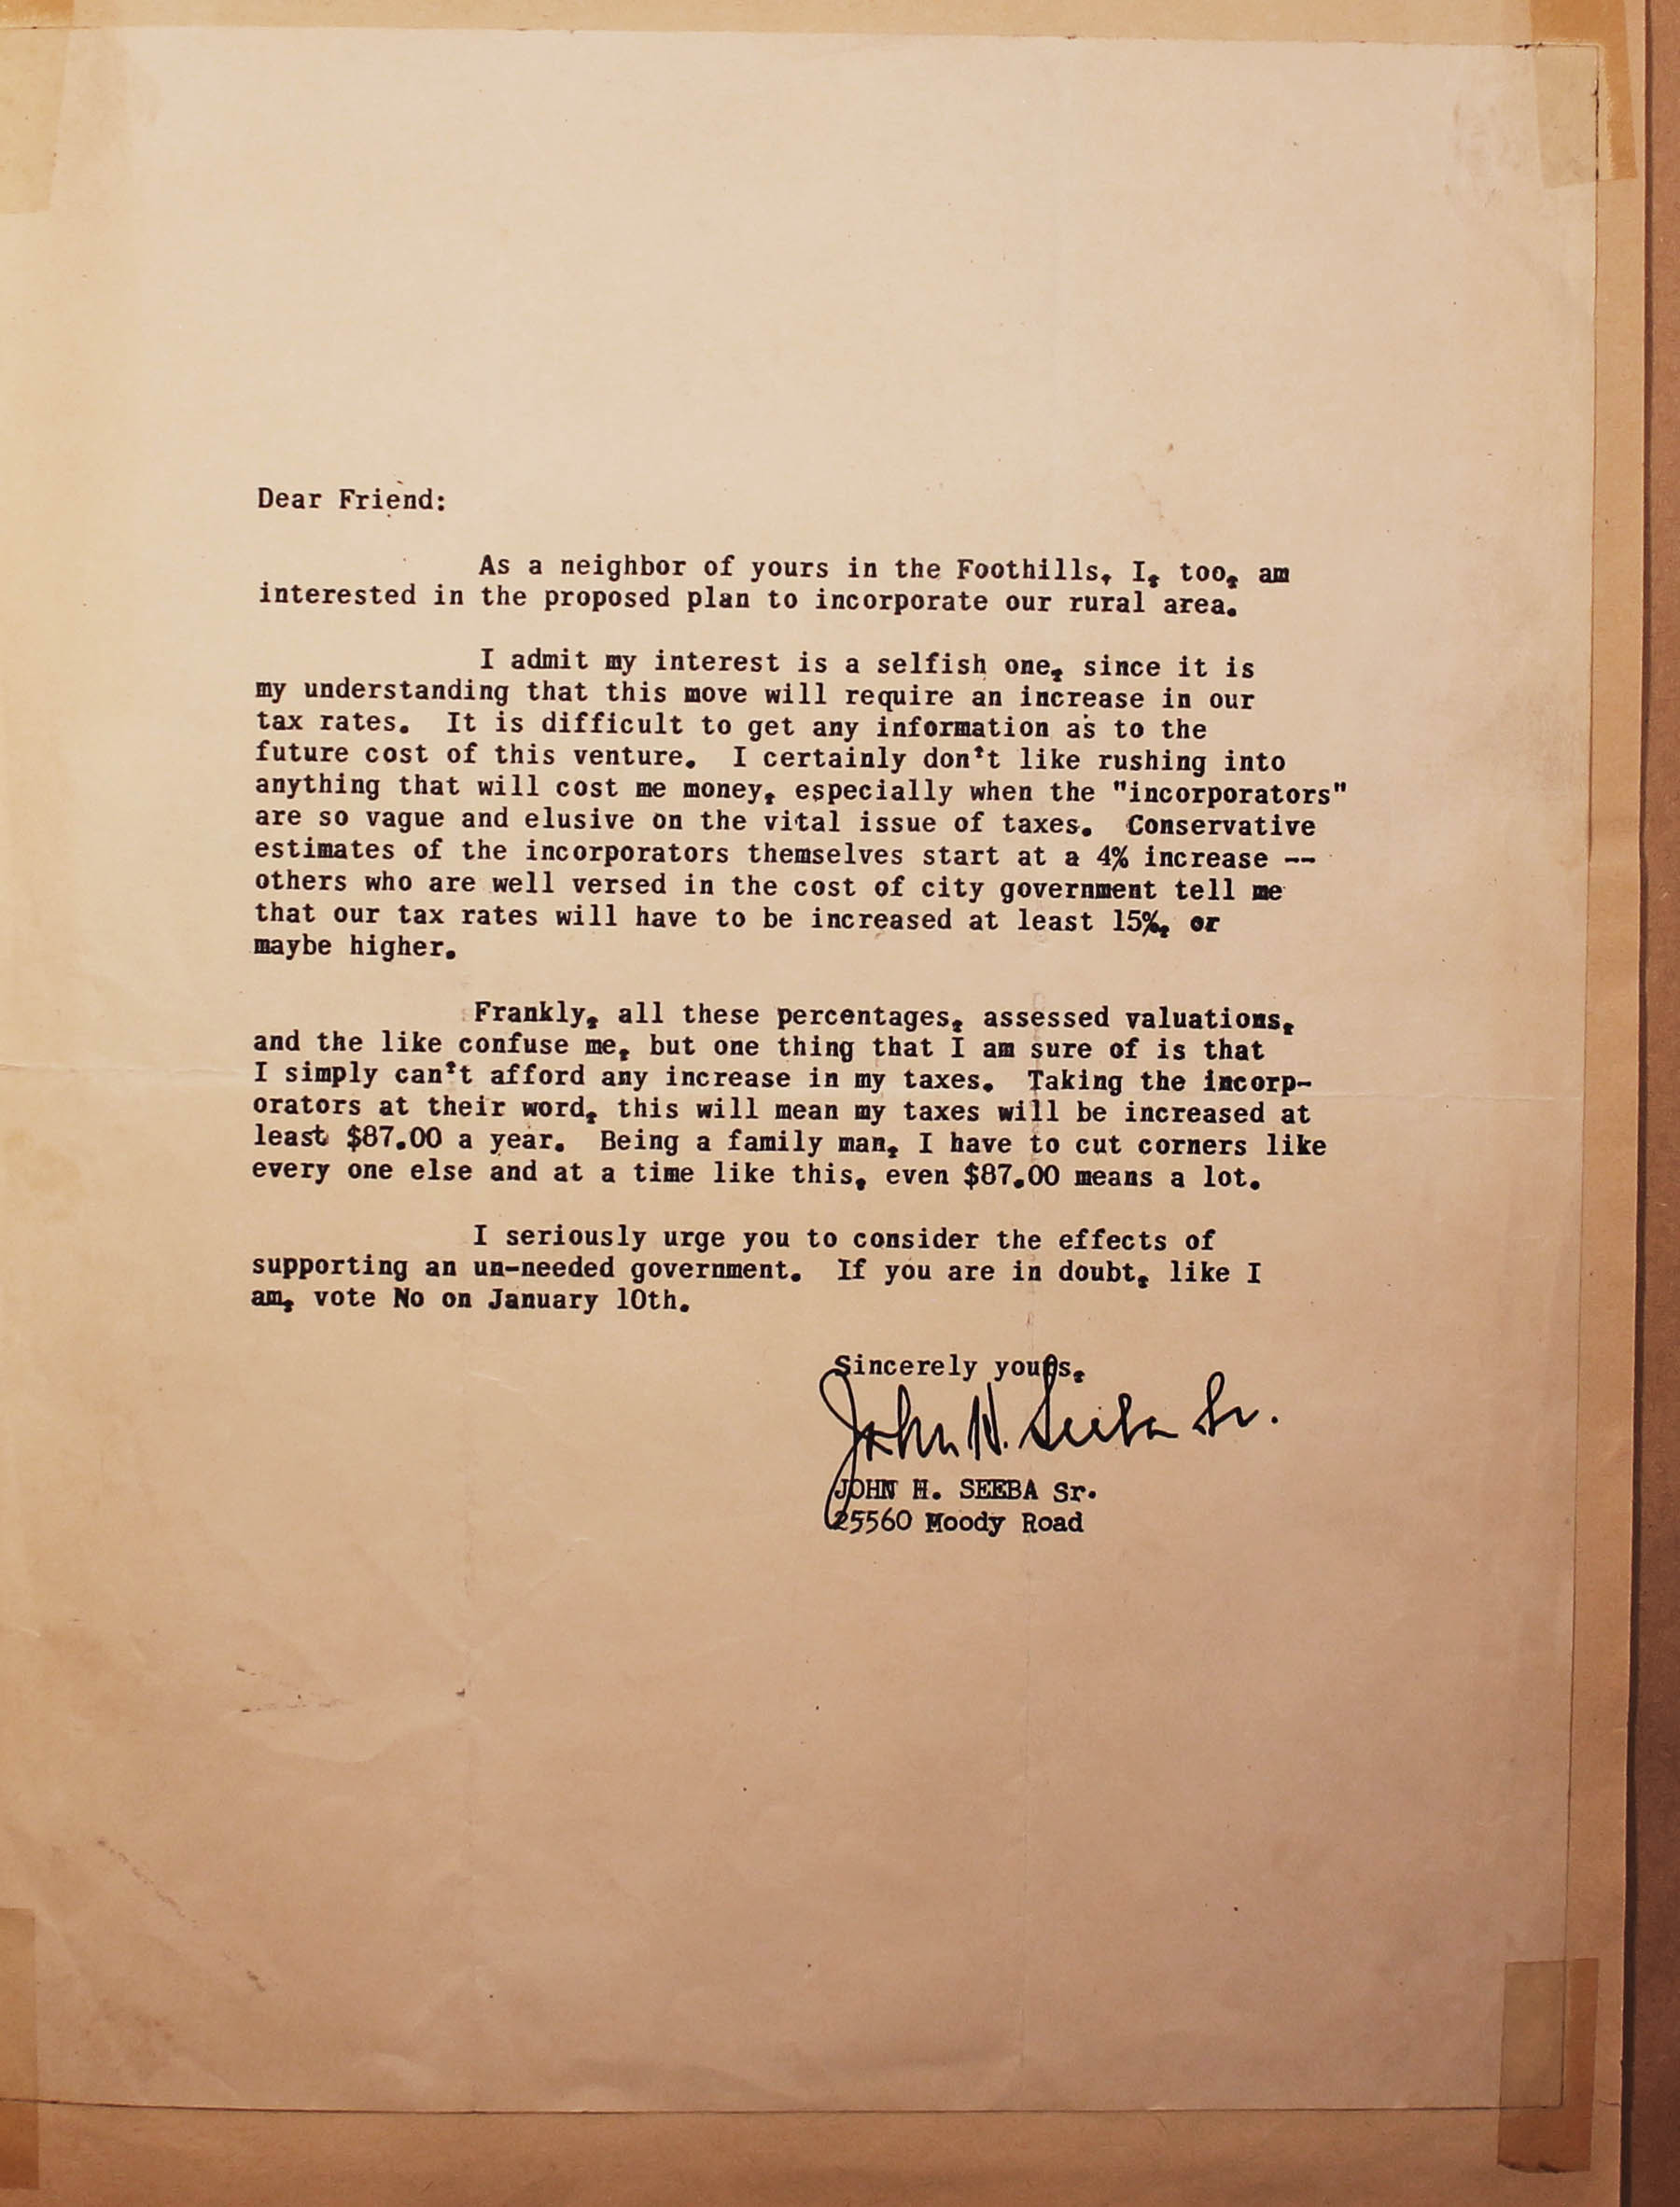 Dear Friend:
As a neighbor of yours in the Foothills, I, too, am
interested in the proposed plan to incorporate our rural area.
I admit my interest is a selfish one, since it is
my understanding that this move will require an increase in our
tax rates. It is difficult to get any information as to the
future cost of this venture. I certainly don't like rushing into
anything that will cost me money, especially when the "incorporators"
are so vague and elusive on the vital issue of taxes. Conservative
estimates of the incorporators themselves start at a 4% increase --
others who are well versed in the cost of city government tell me
that our tax rates will have to be increased at least 15%, or
maybe higher.
Frankly, all these percentages, assessed valuations,
and the like confuse me, but one thing that I am sure of is that
I simply can't afford any increase in my taxes. Taking the incorp-
orators at their word, this will mean my taxes will be increased at
least $87.00 a year. Being a family man, I have to cut corners like
every one else and at a time like this, even $87.00 means a lot.
I seriously urge you to consider the effects of
supporting an un-needed government. If you are in doubt, like I
am, vote No on January 10th.
Sincerely yours,
John H. Seeba Sr.
JOHN H. SEEBA Sr.
25560 Moody Road